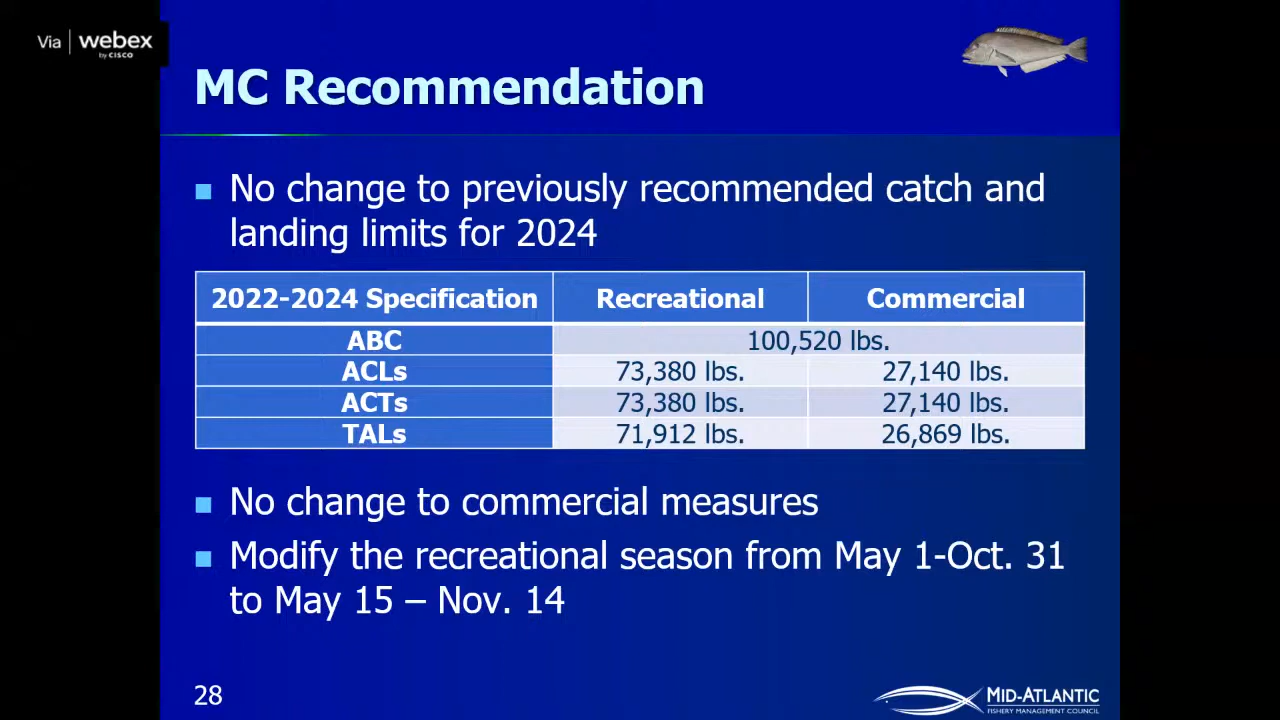 Via | webex
by CISCO
MC Recommendation
■ No change to previously recommended catch and
landing limits for 2024
2022-2024 Specification Recreational Commercial
ABC 100,520 lbs.
ACLs 73,380 lbs. 27,140 lbs.
ACTs 73,380 lbs. 27,140 lbs.
TALs 71,912 lbs. 26,869 lbs.
■ No change to commercial measures
■ Modify the recreational season from May 1-Oct. 31
to May 15 – Nov. 14
28
MID-ATLANTIC
FISHERY MANAGEMENT COUNCIL